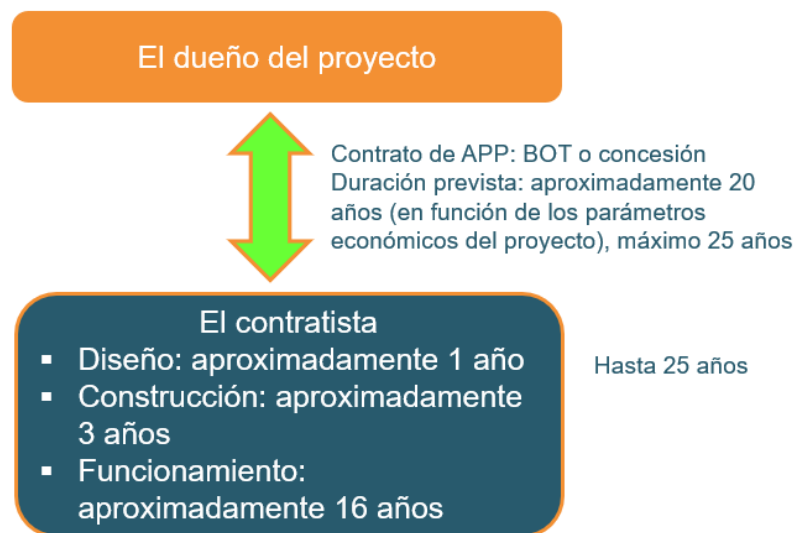 El dueño del proyecto
Contrato de APP: BOT o concesión
Duración prevista: aproximadamente 20
años (en función de los parámetros
económicos del proyecto), máximo 25 años
El contratista
▪ Diseño: aproximadamente 1 año
▪ Construcción: aproximadamente
3 años
▪ Funcionamiento:
aproximadamente 16 años
Hasta 25 años